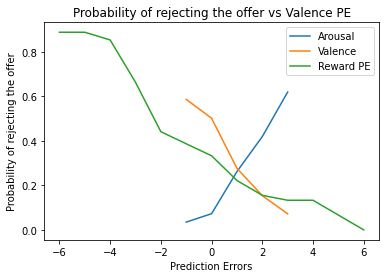 Probability of rejecting the offer vs Valence PE
Probability of rejecting the offer
0.8
0.6
0.4
0.2
0.0
Arousal
Valence
Reward PE
−6
−4
−2
0
2
4
6
Prediction Errors